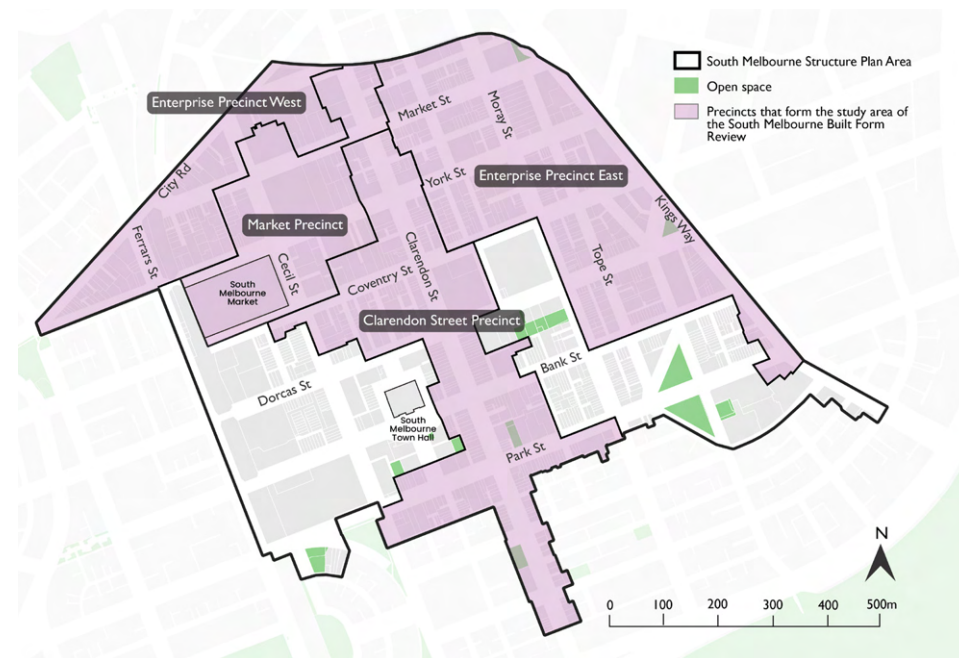 South Melbourne Structure Plan Area
Open space
Precincts that form the study area of
the South Melbourne Built Form
Review
Enterprise Precinct West
Market St
Moray St
York St
Enterprise Precinct East
City Rd
Kings Way
Market Precinct
Ferrars St
Cecil St
Clarendon St
Tope St
Coventry St
South
Melbourne
Market
Clarendon Street Precinct
Bank St
Dorcas St
South
Melbourne
Town Hall
Park St
N
0 100 200 300 400 500m